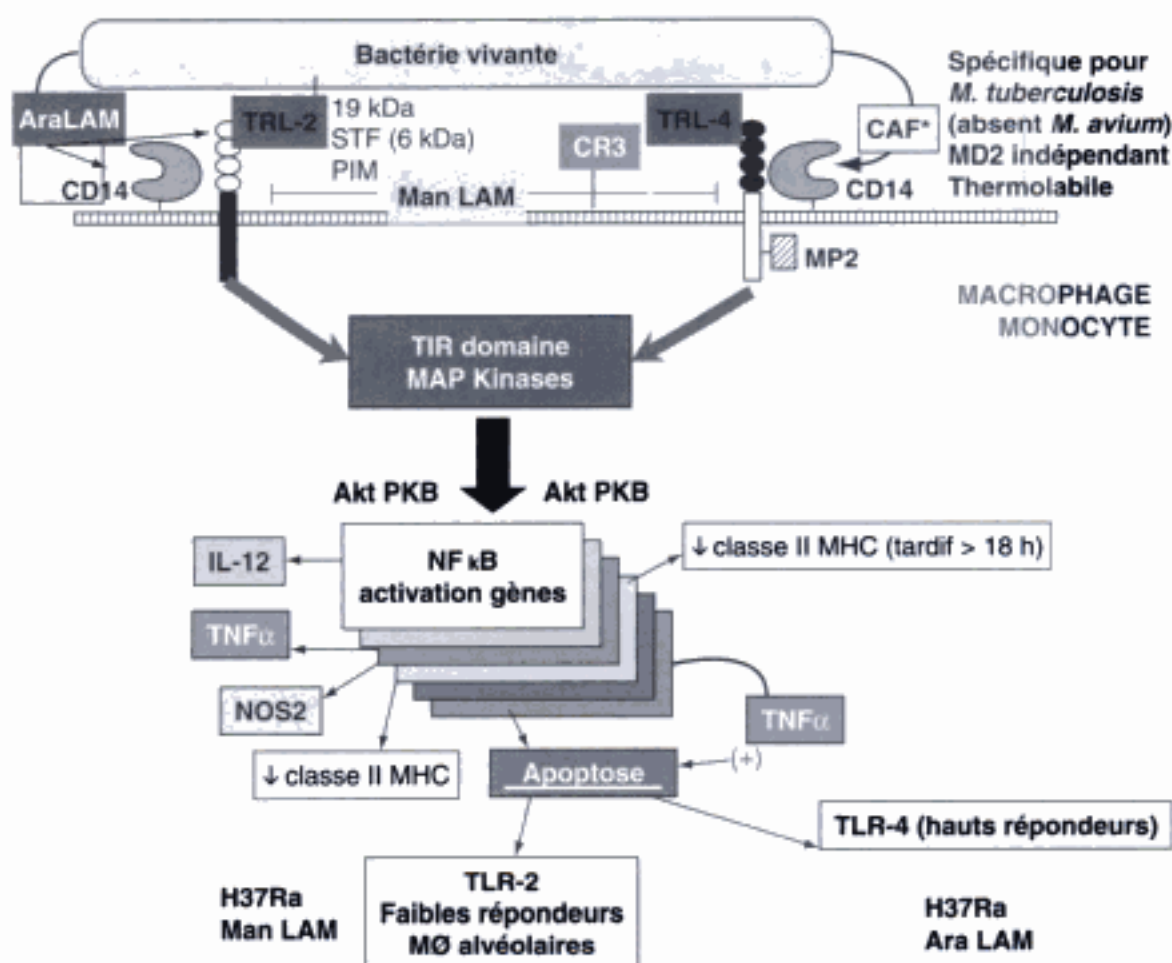 Bactérie vivante
AraLAM
TRL-2
19 kDa
STF (6 kDa)
PIM
CD14
Man LAM
CR3
TRL-4
CAF*
CD14
Spécifique pour
M. tuberculosis
(absent M. avium)
MD2 indépendant
Thermolabile
MP2
MACROPHAGE
MONOCYTE
TIR domaine
MAP Kinases
Akt PKB
Akt PKB
NF kB
activation gènes
IL-12
TNFα
NOS2
↓ classe II MHC
↓ classe II MHC (tardif > 18 h)
TNFα
(+)
Apoptose
TLR-4 (hauts répondeurs)
TLR-2
Faibles répondeurs
MØ alvéolaires
H37Ra
Man LAM
H37Ra
Ara LAM